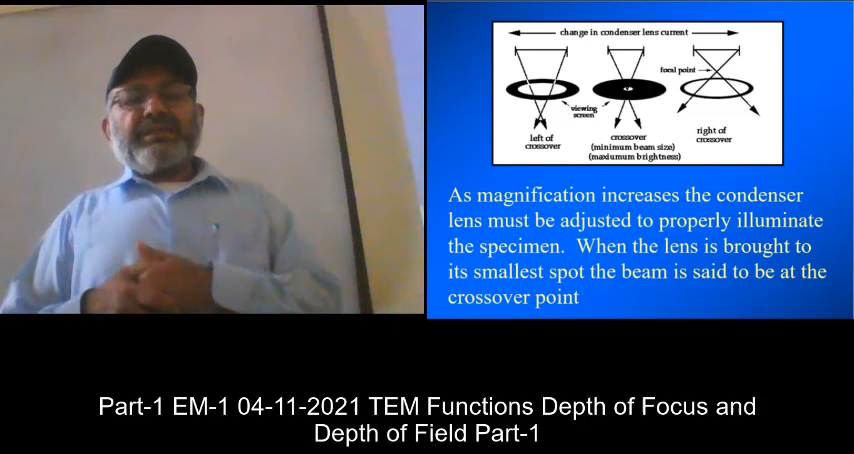 change in condenser lens current
focal point
viewing
screen
left of
crossover
crossover
(minimum beam size)
(maxiumum brightness)
right of
crossover
As magnification increases the condenser
lens must be adjusted to properly illuminate
the specimen. When the lens is brought to
its smallest spot the beam is said to be at the
crossover point
Part-1 EM-1 04-11-2021 TEM Functions Depth of Focus and
Depth of Field Part-1